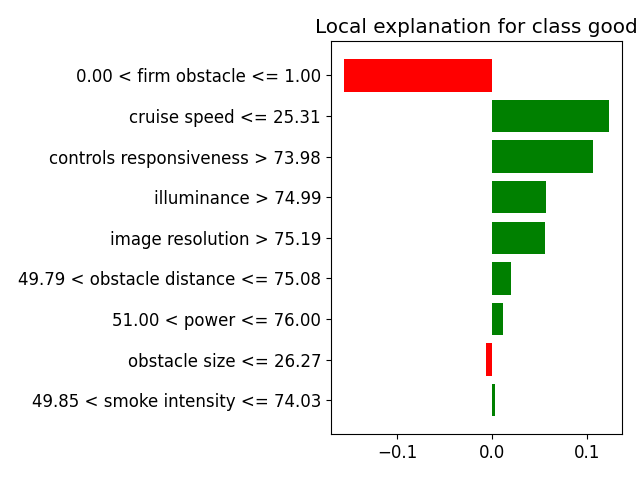 Local explanation for class good
0.00 < firm obstacle <= 1.00
cruise speed <= 25.31
controls responsiveness > 73.98
illuminance > 74.99
image resolution > 75.19
49.79 < obstacle distance <= 75.08
51.00 < power <= 76.00
obstacle size <= 26.27
49.85 < smoke intensity <= 74.03
−0.1 0.0 0.1